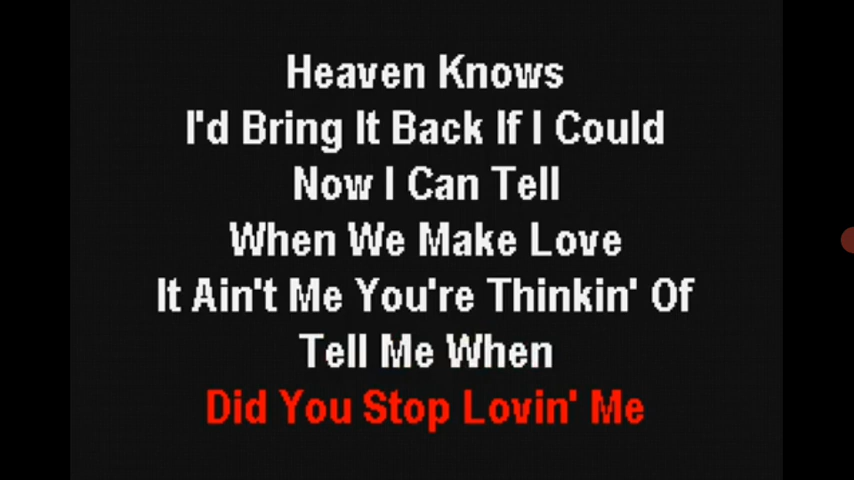 Heaven Knows
I'd Bring It Back If I Could
Now I Can Tell
When We Make Love
It Ain't Me You're Thinkin' Of
Tell Me When
Did You Stop Lovin' Me